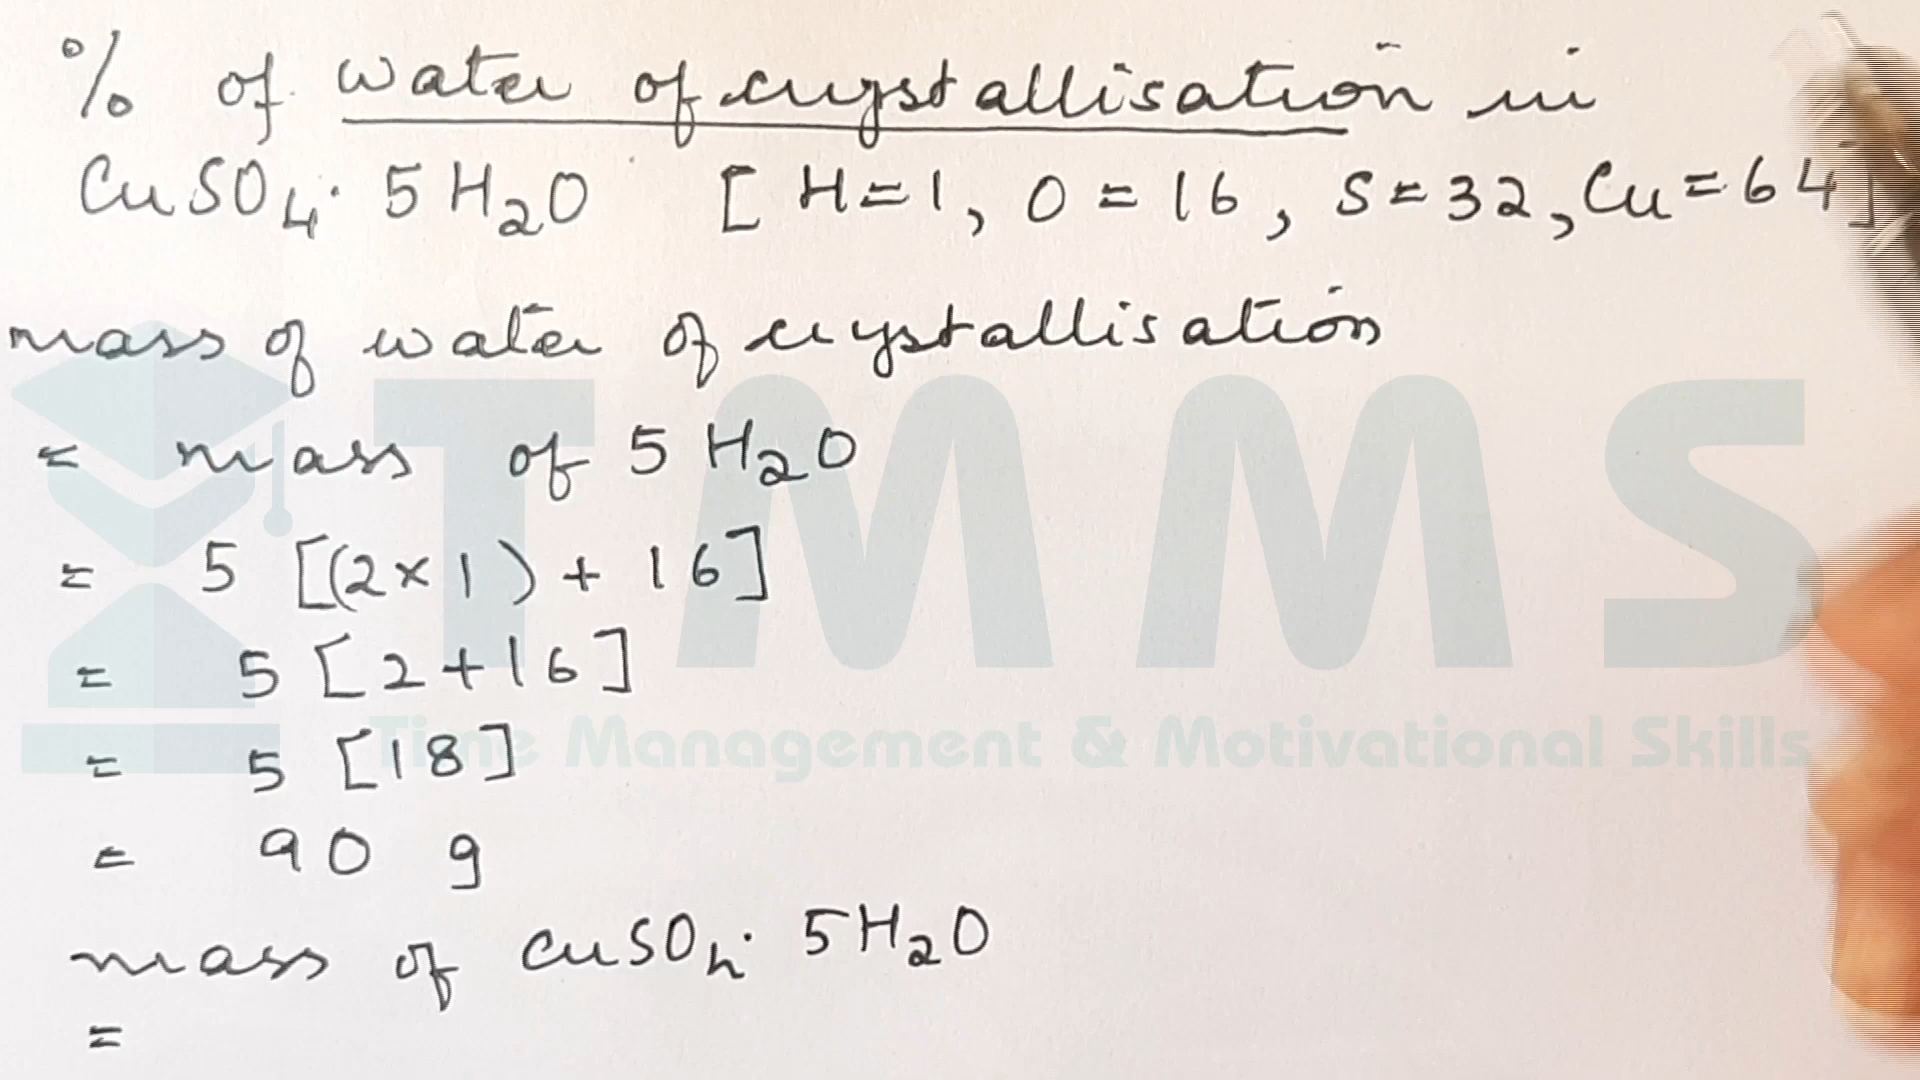 % of water of crystallisation in
CuSO4. 5H2O [H=1, O=16, S=32, Cu=64]
mass of water of crystallisation
= mass of 5 H2O
= 5 [(2×1) + 16]
= 5 [2+16]
= 5 [18]
= 90 g
mass of CuSO4. 5H2O
=
TMMS
Time Management & Motivational Skills